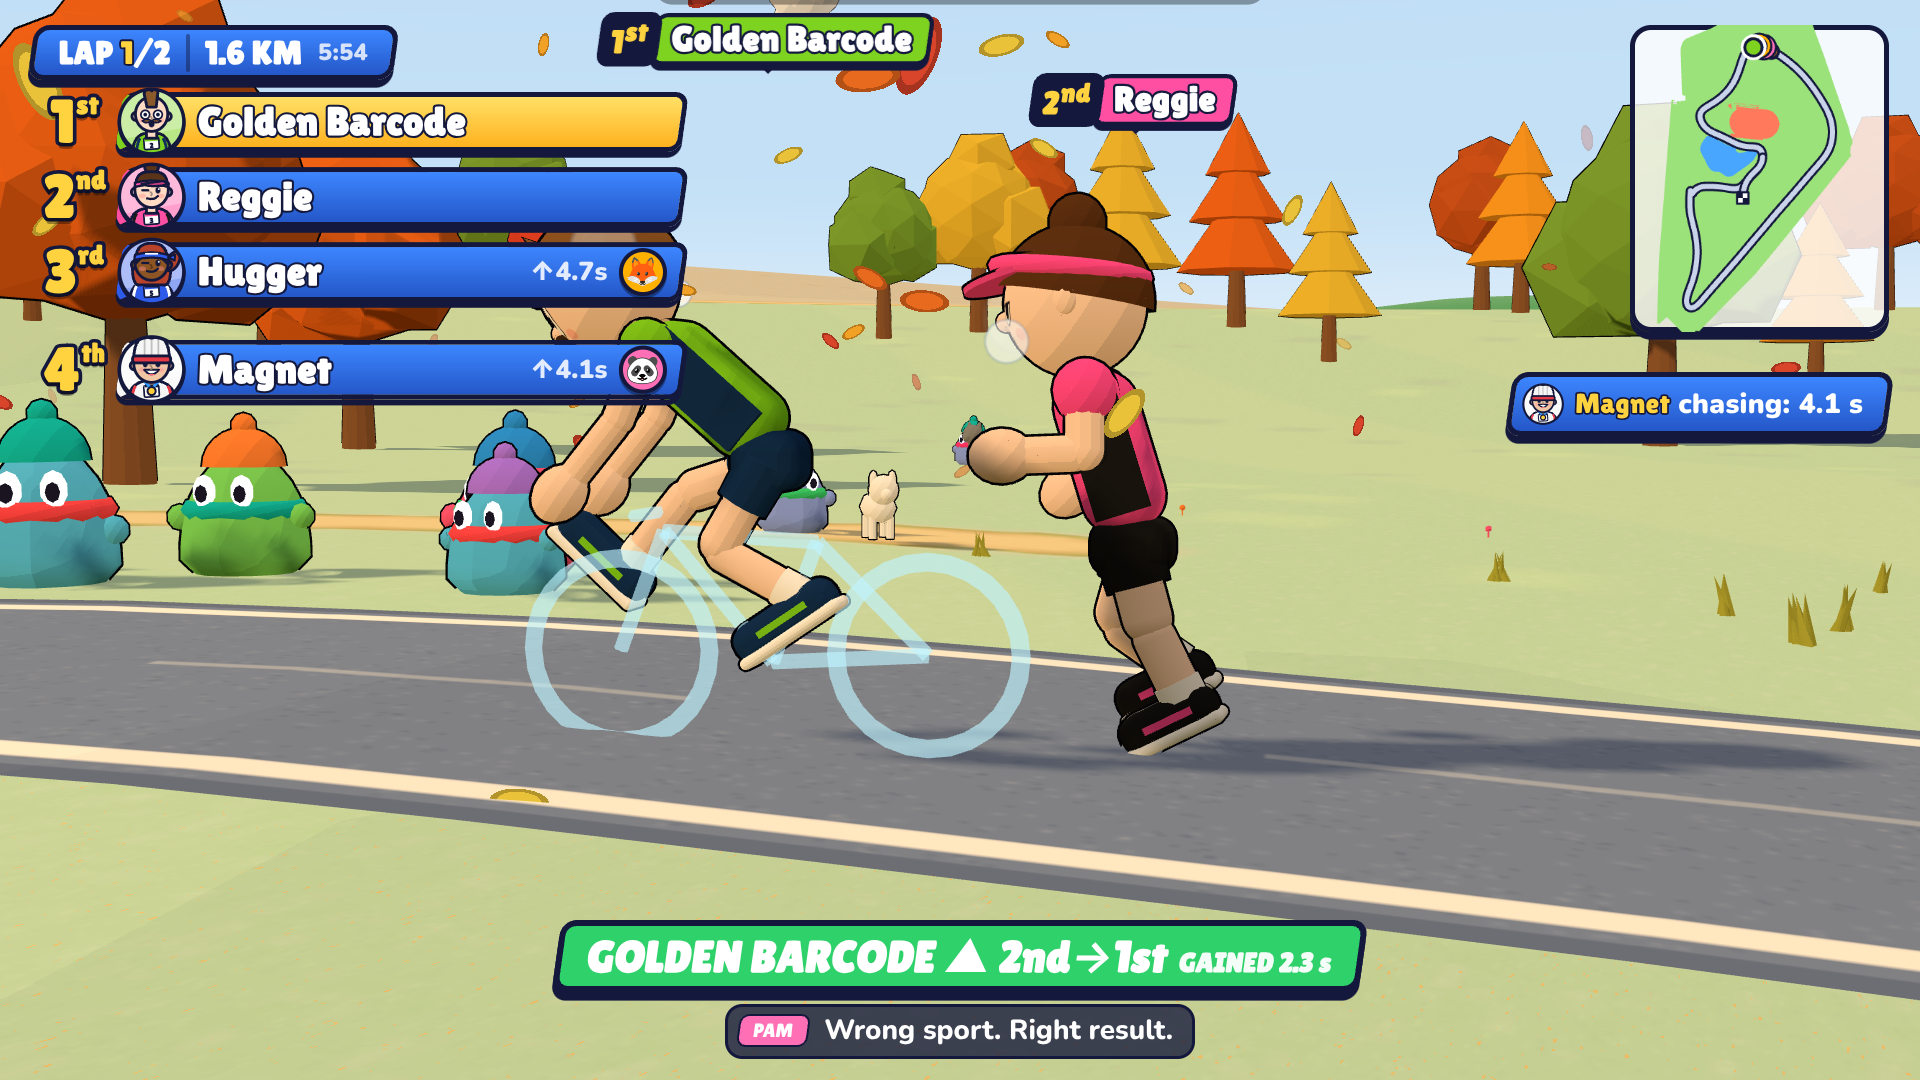 LAP 1/2 1.6 KM 5:54
1st Golden Barcode
2nd Reggie
1st Golden Barcode
2nd Reggie
3rd Hugger ↑4.7s
4th Magnet ↑4.1s
Magnet chasing: 4.1 s
GOLDEN BARCODE ▲ 2nd→1st GAINED 2.3 s
PAM Wrong sport. Right result.